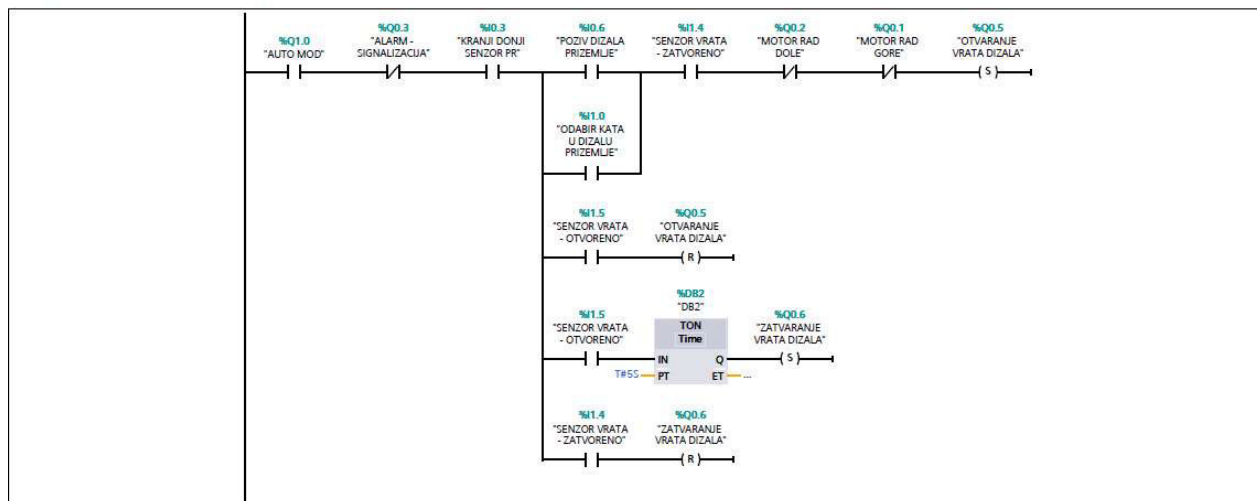 %Q1.0
"AUTO MOD"
%Q0.3
"ALARM -
SIGNALIZACIJA"
%I0.3
"KRANJI DONJI
SENZOR PR"
%I0.6
"POZIV DIZALA
PRIZEMLJE"
%I1.4
"SENZOR VRATA
- ZATVORENO"
%Q0.2
"MOTOR RAD
DOLE"
%Q0.1
"MOTOR RAD
GORE"
%Q0.5
"OTVARANJE
VRATA DIZALA"
S
%I1.0
"ODABIR KATA
U DIZALU
PRIZEMLJE"
%I1.5
"SENZOR VRATA
- OTVORENO"
%Q0.5
"OTVARANJE
VRATA DIZALA"
R
%DB2
"DB2"
%I1.5
"SENZOR VRATA
- OTVORENO"
TON
Time
IN Q
T#5S PT ET ...
%Q0.6
"ZATVARANJE
VRATA DIZALA"
S
%I1.4
"SENZOR VRATA
- ZATVORENO"
%Q0.6
"ZATVARANJE
VRATA DIZALA"
R